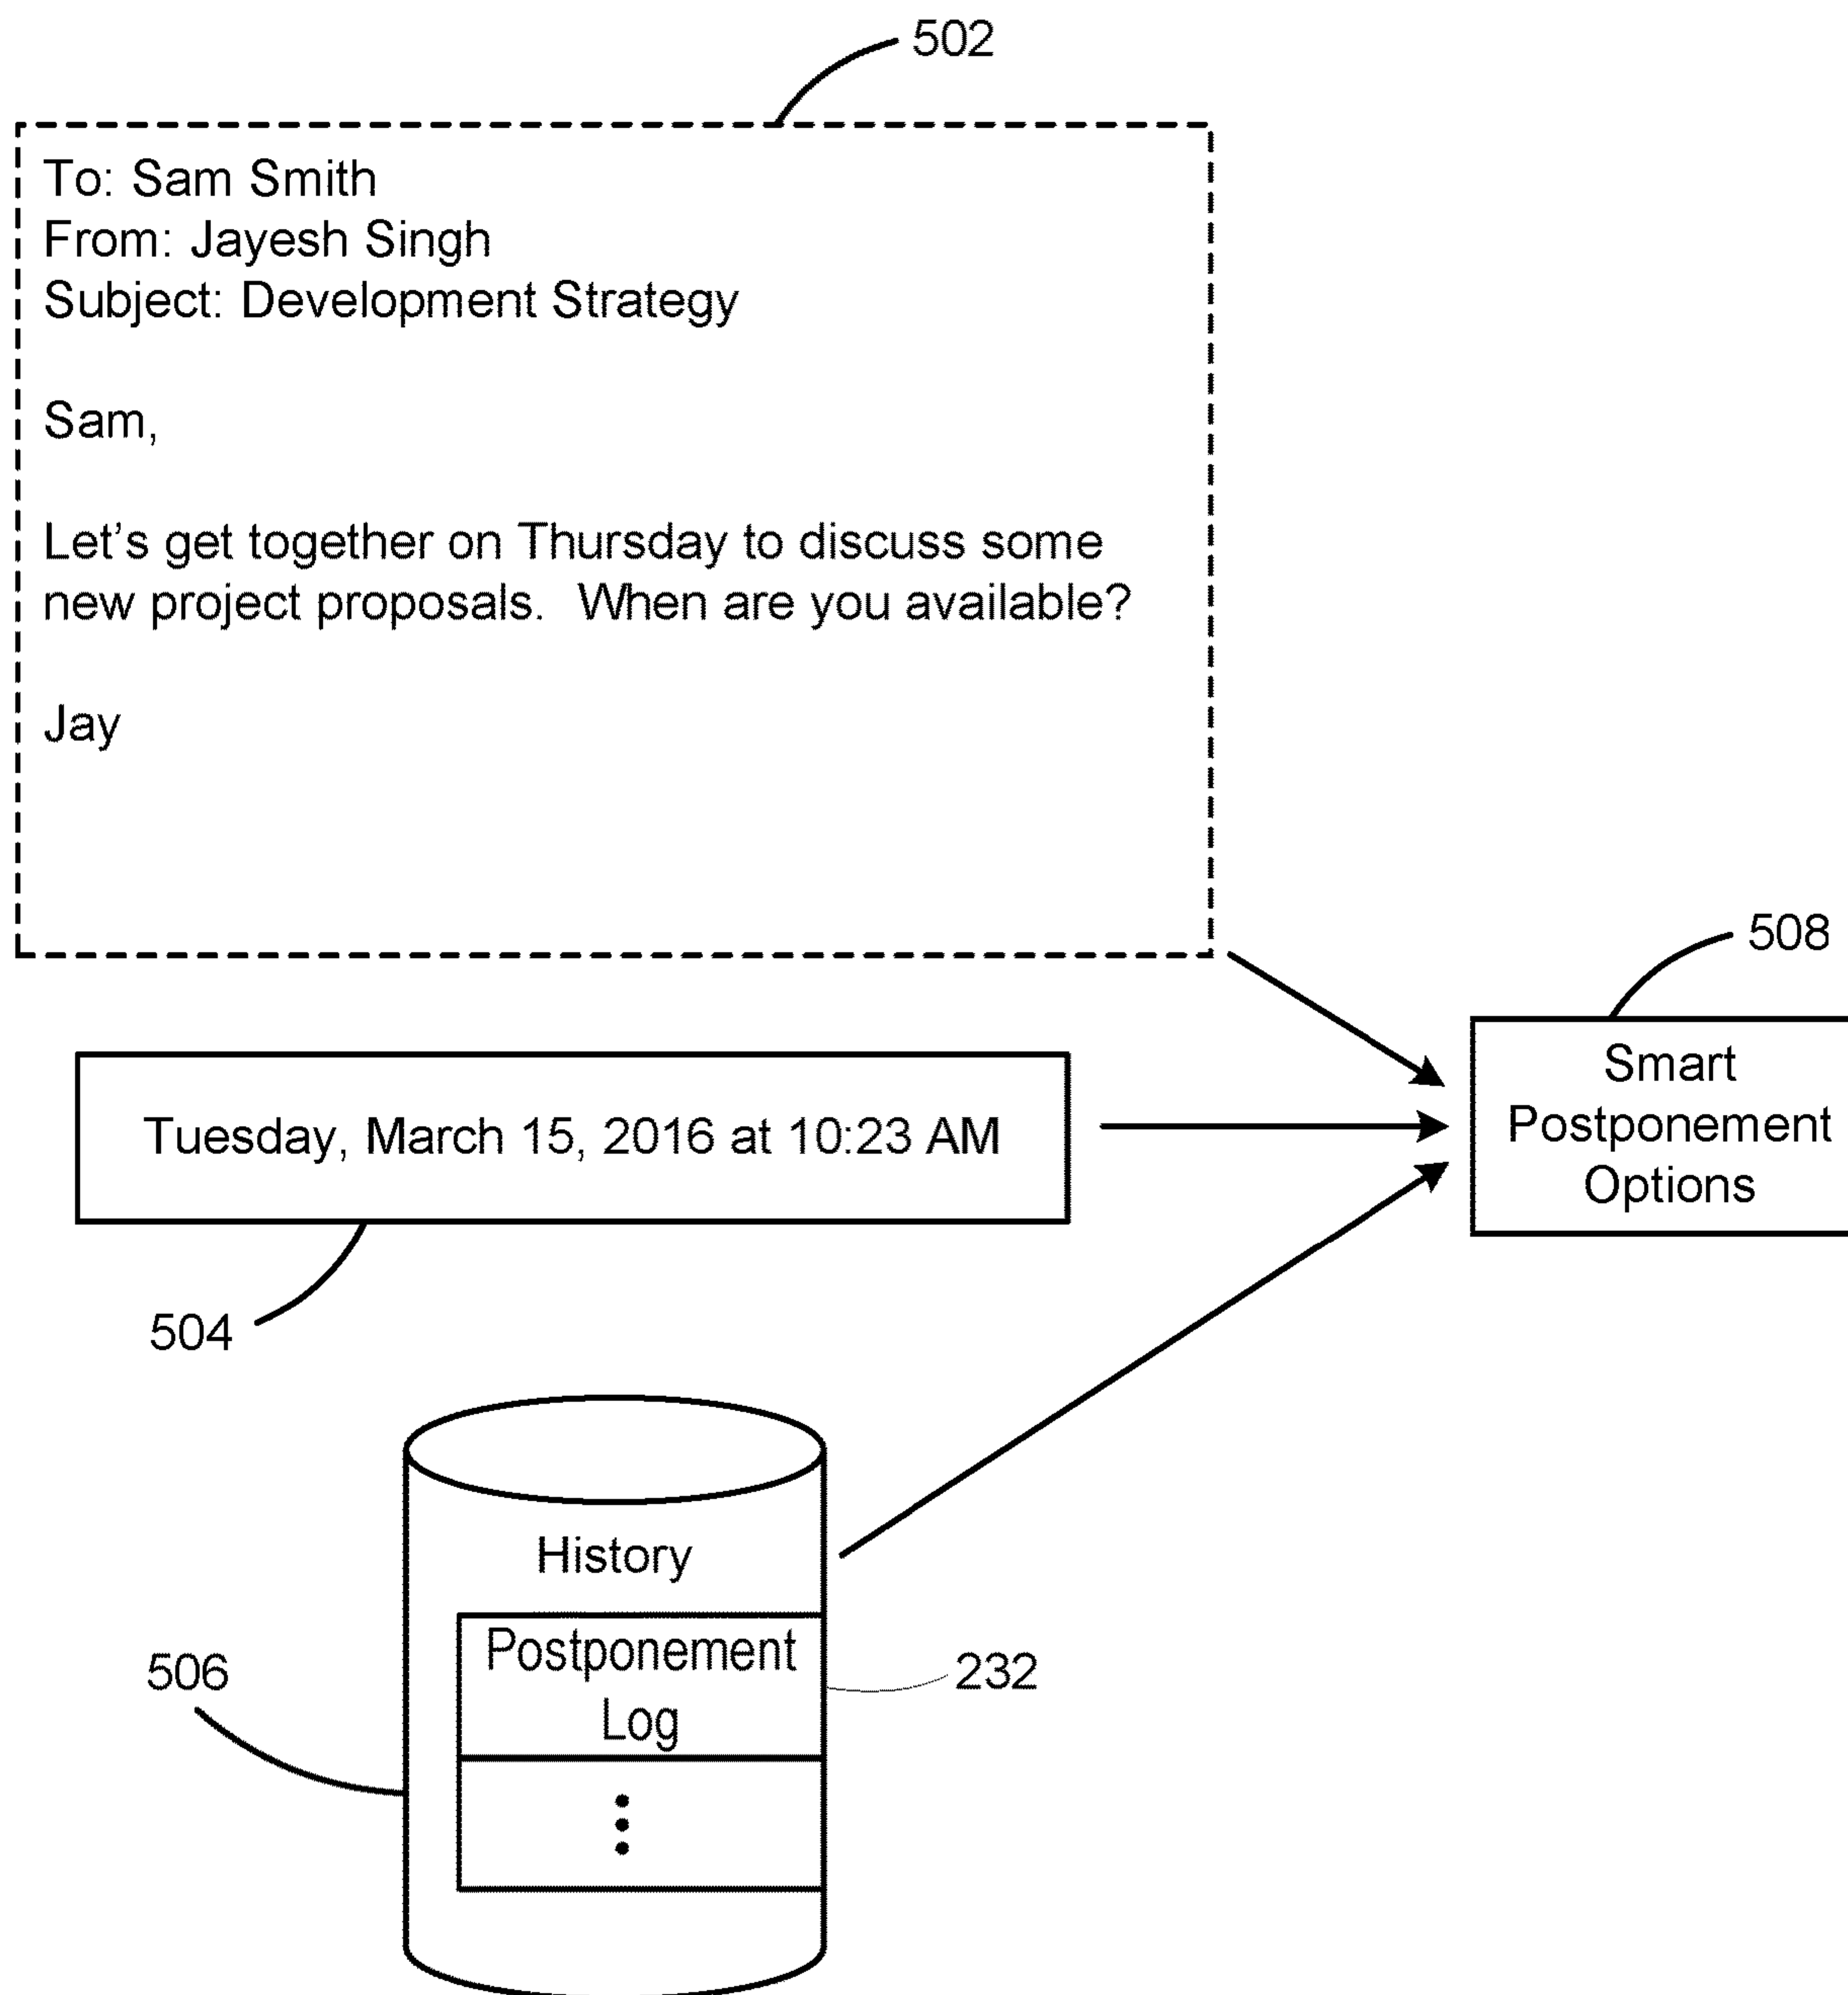 502
To: Sam Smith
From: Jayesh Singh
Subject: Development Strategy
Sam,
Let's get together on Thursday to discuss some
new project proposals.  When are you available?
Jay
508
Smart
Postponement
Options
Tuesday, March 15, 2016 at 10:23 AM
504
History
Postponement
Log
506
232